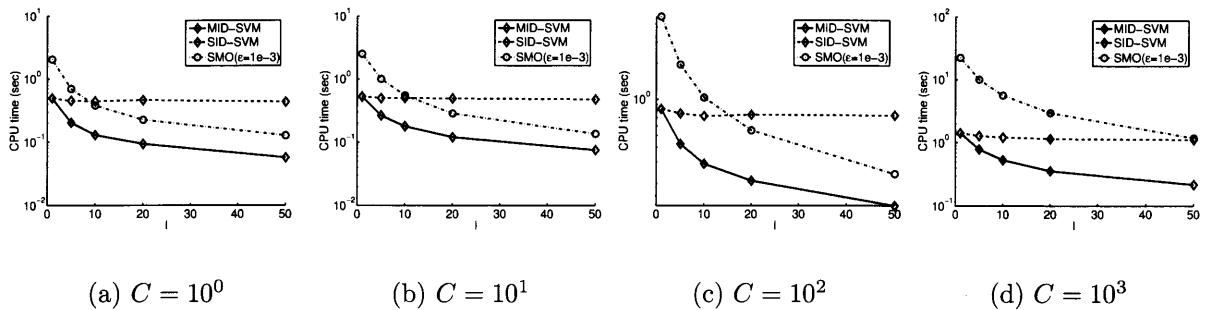 10^1
10^0
10^-1
10^-2
CPU time (sec)
MID-SVM
SID-SVM
SMO(ε=1e-3)
0 10 20 30 40 50
l
10^1
10^0
10^-1
10^-2
CPU time (sec)
MID-SVM
SID-SVM
SMO(ε=1e-3)
0 10 20 30 40 50
l
10^0
CPU time (sec)
MID-SVM
SID-SVM
SMO(ε=1e-3)
0 10 20 30 40 50
l
10^2
10^1
10^0
10^-1
CPU time (sec)
MID-SVM
SID-SVM
SMO(ε=1e-3)
0 10 20 30 40 50
l
(a) C = 10^0
(b) C = 10^1
(c) C = 10^2
(d) C = 10^3